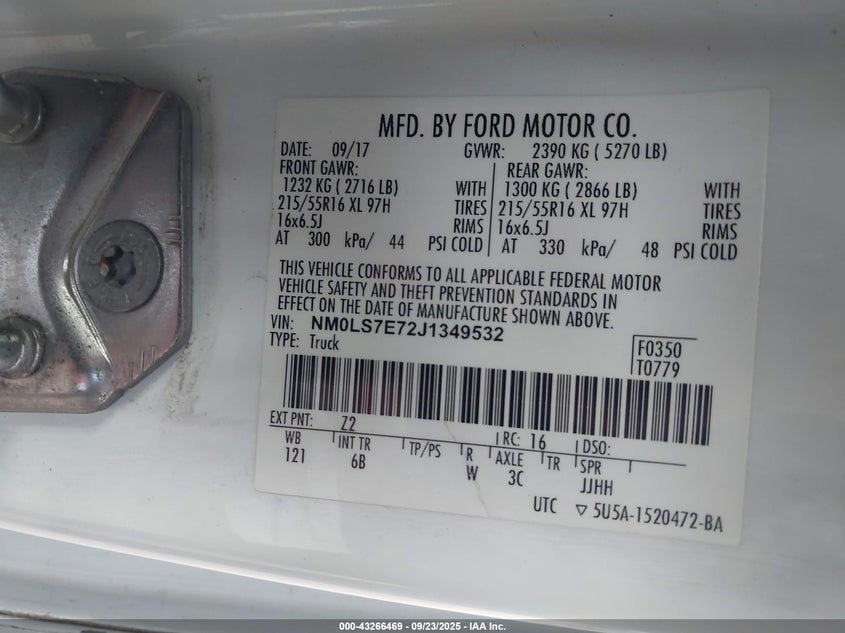 MFD. BY FORD MOTOR CO.
DATE: 09/17 GVWR: 2390 KG ( 5270 LB)
FRONT GAWR: REAR GAWR:
1232 KG ( 2716 LB) WITH 1300 KG ( 2866 LB) WITH
215/55R16 XL 97H TIRES 215/55R16 XL 97H TIRES
16x6.5J RIMS 16x6.5J RIMS
AT 300 kPa/ 44 PSI COLD AT 330 kPa/ 48 PSI COLD
THIS VEHICLE CONFORMS TO ALL APPLICABLE FEDERAL MOTOR
VEHICLE SAFETY AND THEFT PREVENTION STANDARDS IN
EFFECT ON THE DATE OF MANUFACTURE SHOWN ABOVE.
VIN: NM0LS7E72J1349532
TYPE: Truck
F0350
T0779
EXT PNT: Z2 RC: 16 DSO:
WB INT TR TP/PS R AXLE TR SPR
121 6B W 3C JJHH
UTC ▽ 5U5A-1520472-BA
000-43266469 - 09/23/2025 - IAA Inc.